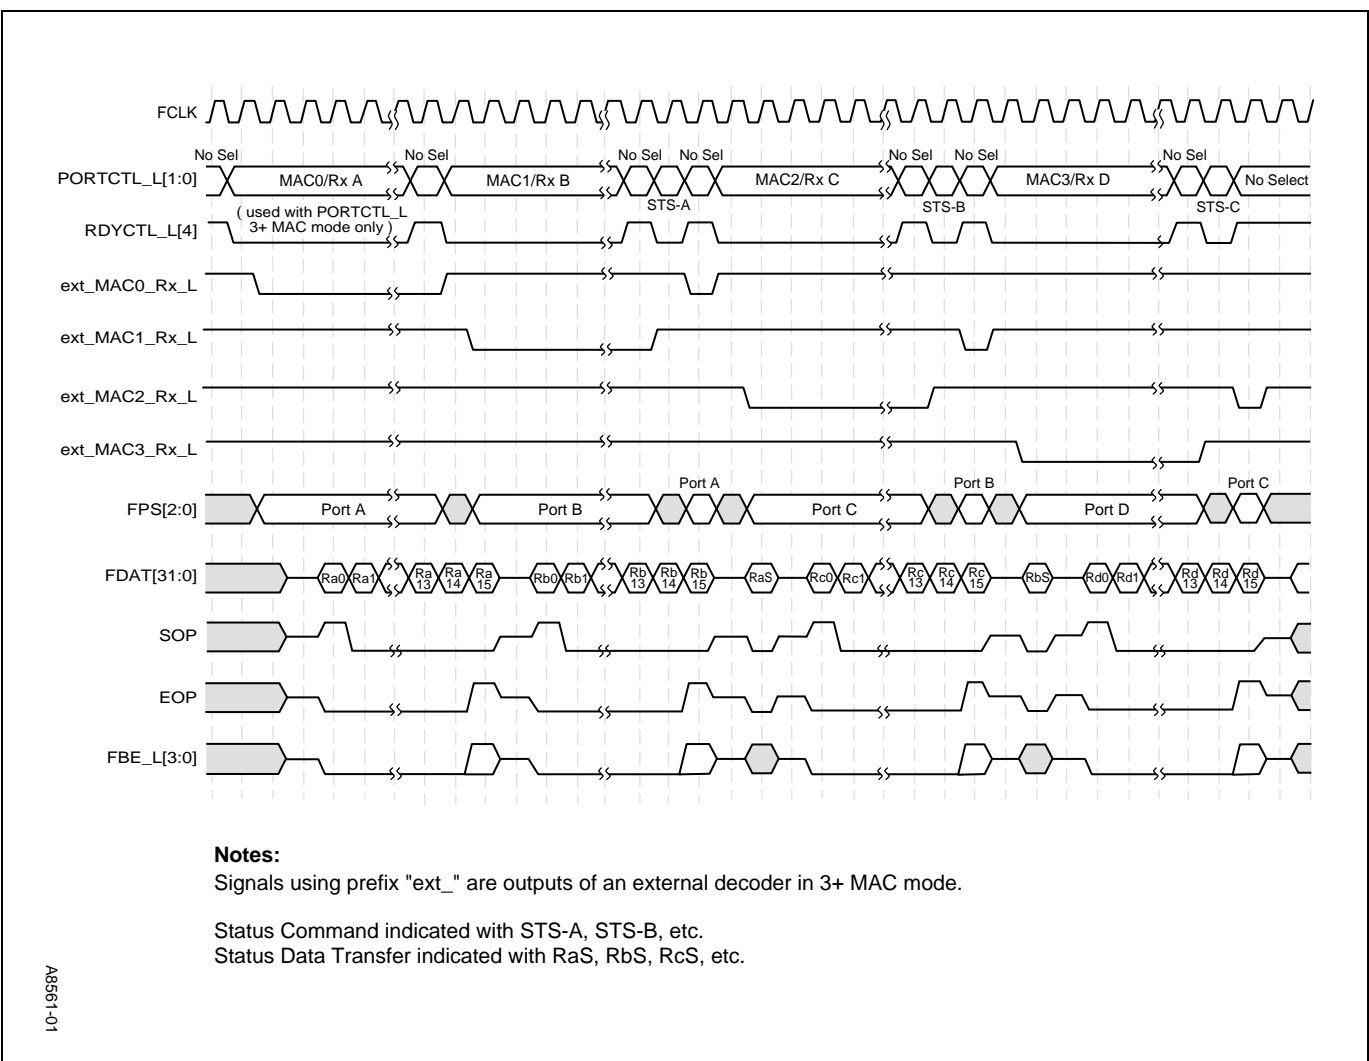 FCLK
No Sel No Sel No Sel No Sel No Sel No Sel No Sel
PORTCTL_L[1:0] MAC0/Rx A MAC1/Rx B MAC2/Rx C MAC3/Rx D No Select
STS-A STS-B STS-C
( used with PORTCTL_L
3+ MAC mode only )
RDYCTL_L[4]
ext_MAC0_Rx_L
ext_MAC1_Rx_L
ext_MAC2_Rx_L
ext_MAC3_Rx_L
Port A Port B Port C
FPS[2:0] Port A Port B Port C Port D
FDAT[31:0] Ra0 Ra1 Ra 13 Ra 14 Ra 15 Rb0 Rb1 Rb 13 Rb 14 Rb 15 RaS Rc0 Rc1 Rc 13 Rc 14 Rc 15 RbS Rd0 Rd1 Rd 13 Rd 14 Rd 15
SOP
EOP
FBE_L[3:0]
Notes:
Signals using prefix "ext_" are outputs of an external decoder in 3+ MAC mode.
Status Command indicated with STS-A, STS-B, etc.
Status Data Transfer indicated with RaS, RbS, RcS, etc.
A8561-01